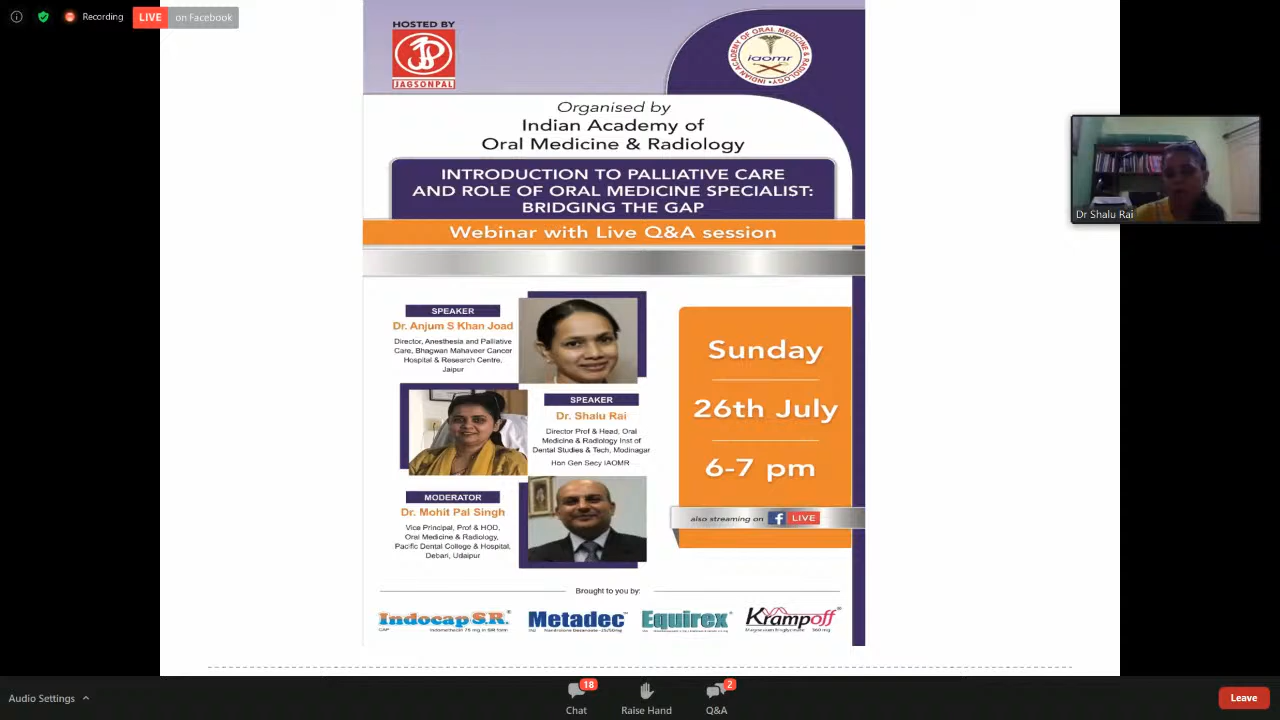 Recording
LIVE on Facebook
HOSTED BY
JAGSONPAL
INDIAN ACADEMY OF ORAL MEDICINE & RADIOLOGY
iaomr
Organised by
Indian Academy of
Oral Medicine & Radiology
INTRODUCTION TO PALLIATIVE CARE
AND ROLE OF ORAL MEDICINE SPECIALIST:
BRIDGING THE GAP
Webinar with Live Q&A session
Dr Shalu Rai
SPEAKER
Dr. Anjum S Khan Joad
Director, Anesthesia and Palliative
Care, Bhagwan Mahaveer Cancer
Hospital & Research Centre,
Jaipur
SPEAKER
Dr. Shalu Rai
Director Prof & Head, Oral
Medicine & Radiology Inst of
Dental Studies & Tech, Modinagar
Hon Gen Secy IAOMR
MODERATOR
Dr. Mohit Pal Singh
Vice Principal, Prof & HOD,
Oral Medicine & Radiology,
Pacific Dental College & Hospital,
Debari, Udaipur
Sunday
26th July
6-7 pm
also streaming on f LIVE
Brought to you by:
Indocap S.R.
Metadec
Equirex
Krampoff
Audio Settings
18
Chat
Raise Hand
2
Q&A
Leave